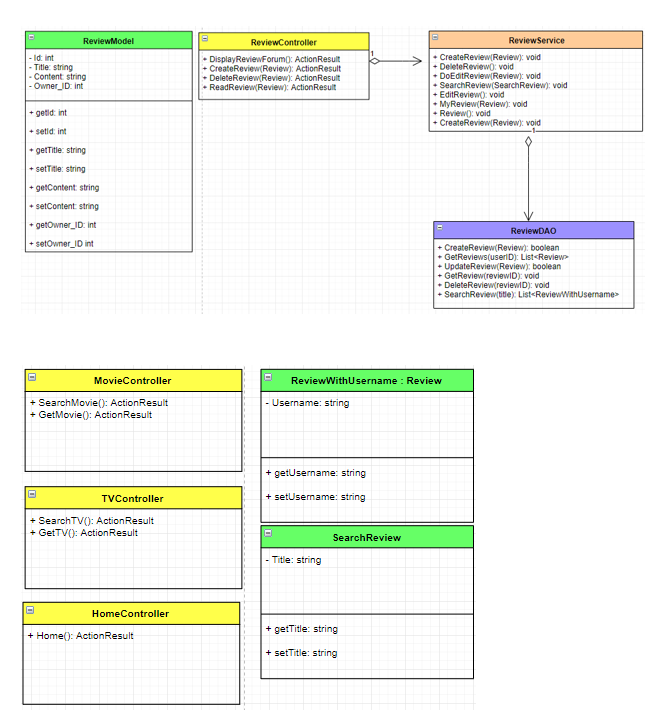 ReviewModel
- Id: int
- Title: string
- Content: string
- Owner_ID: int
+ getId: int
+ setId: int
+ getTitle: string
+ setTitle: string
+ getContent: string
+ setContent: string
+ getOwner_ID: int
+ setOwner_ID int
ReviewController
+ DisplayReviewForum(): ActionResult
+ CreateReview(Review): ActionResult
+ DeleteReview(Review): ActionResult
+ ReadReview(Review): ActionResult
1
ReviewService
+ CreateReview(Review): void
+ DeleteReview(): void
+ DoEditReview(Review): void
+ SearchReview(SearchReview): void
+ EditReview(): void
+ MyReview(Review): void
+ Review(): void
+ CreateReview(Review): void
1
ReviewDAO
+ CreateReview(Review): boolean
+ GetReviews(userID): List<Review>
+ UpdateReview(Review): boolean
+ GetReview(reviewID): void
+ DeleteReview(reviewID): void
+ SearchReview(title): List<ReviewWithUsername>
MovieController
+ SearchMovie(): ActionResult
+ GetMovie(): ActionResult
ReviewWithUsername : Review
- Username: string
+ getUsername: string
+ setUsername: string
TVController
+ SearchTV(): ActionResult
+ GetTV(): ActionResult
SearchReview
- Title: string
+ getTitle: string
+ setTitle: string
HomeController
+ Home(): ActionResult